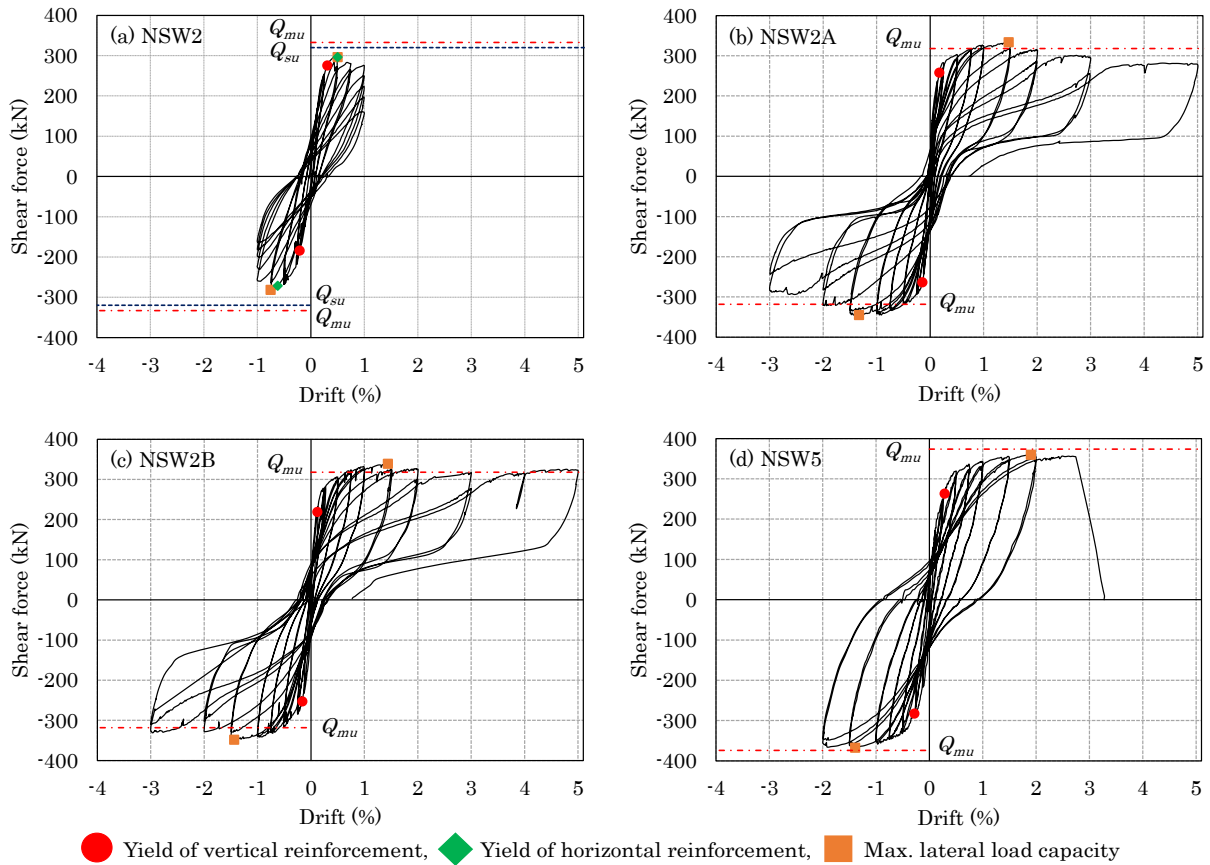 (a) NSW2
Q_mu
Q_su
Q_su
Q_mu
400
300
200
100
0
-100
-200
-300
-400
Shear force (kN)
-4 -3 -2 -1 0 1 2 3 4 5
Drift (%)
(b) NSW2A
Q_mu
Q_mu
400
300
200
100
0
-100
-200
-300
-400
Shear force (kN)
-4 -3 -2 -1 0 1 2 3 4 5
Drift (%)
(c) NSW2B
Q_mu
Q_mu
400
300
200
100
0
-100
-200
-300
-400
Shear force (kN)
-4 -3 -2 -1 0 1 2 3 4 5
Drift (%)
(d) NSW5
Q_mu
Q_mu
400
300
200
100
0
-100
-200
-300
-400
Shear force (kN)
-4 -3 -2 -1 0 1 2 3 4 5
Drift (%)
Yield of vertical reinforcement, Yield of horizontal reinforcement, Max. lateral load capacity